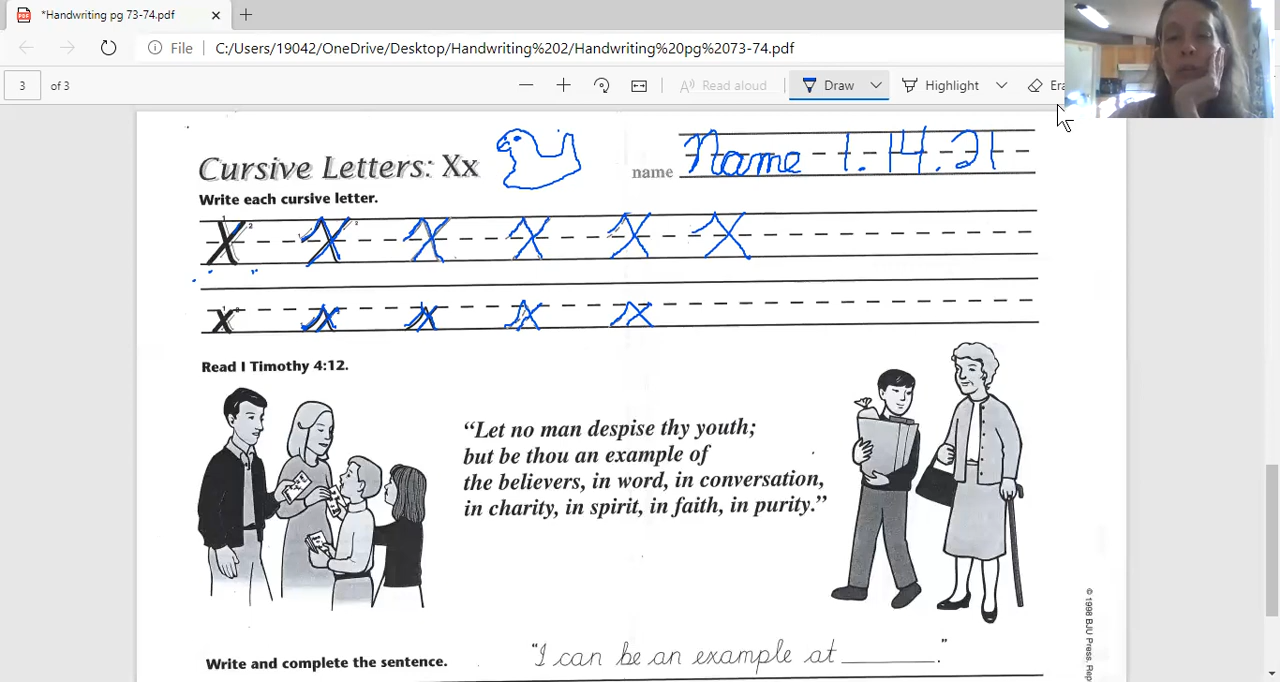 *Handwriting pg 73-74.pdf
File C:/Users/19042/OneDrive/Desktop/Handwriting%202/Handwriting%20pg%2073-74.pdf
3 of 3 Read aloud Draw Highlight Era
Cursive Letters: Xx name Name 1.14.21
Write each cursive letter.
X X X X X X
x x x x x
Read I Timothy 4:12.
“Let no man despise thy youth;
but be thou an example of
the believers, in word, in conversation,
in charity, in spirit, in faith, in purity.”
Write and complete the sentence. "I can be an example at ______."
© 1998 BJU Press. Rep